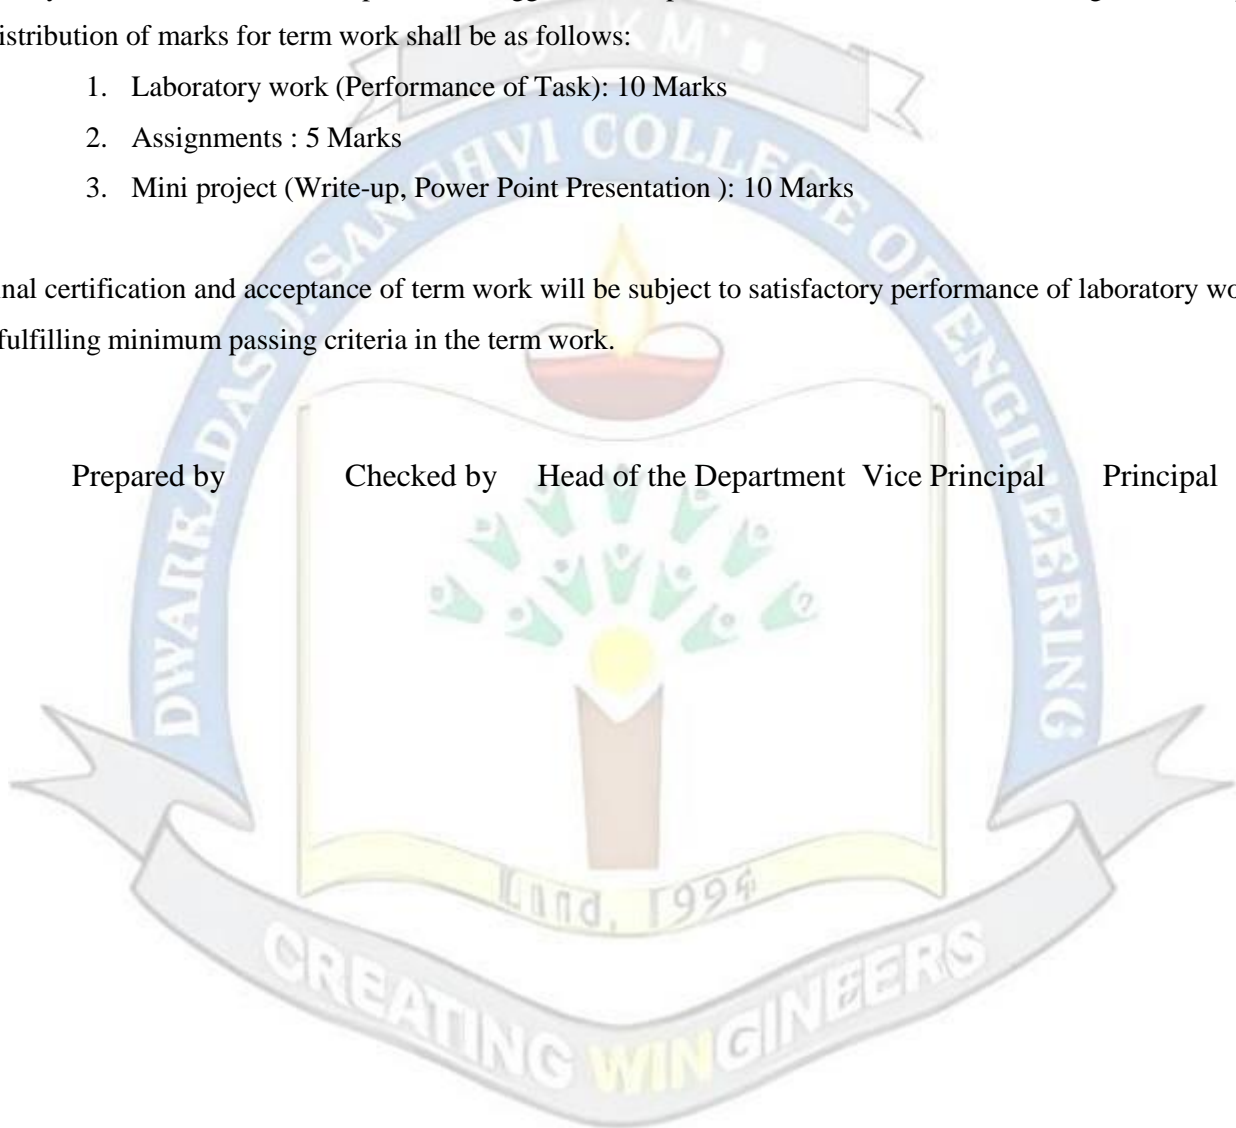 istribution of marks for term work shall be as follows:
1. Laboratory work (Performance of Task): 10 Marks
2. Assignments : 5 Marks
3. Mini project (Write-up, Power Point Presentation ): 10 Marks
inal certification and acceptance of term work will be subject to satisfactory performance of laboratory wo
fulfilling minimum passing criteria in the term work.
Prepared by Checked by Head of the Department Vice Principal Principal
SVKM's
DWARKADAS J. SANGHVI COLLEGE OF ENGINEERING
1994
CREATING WINGINEERS